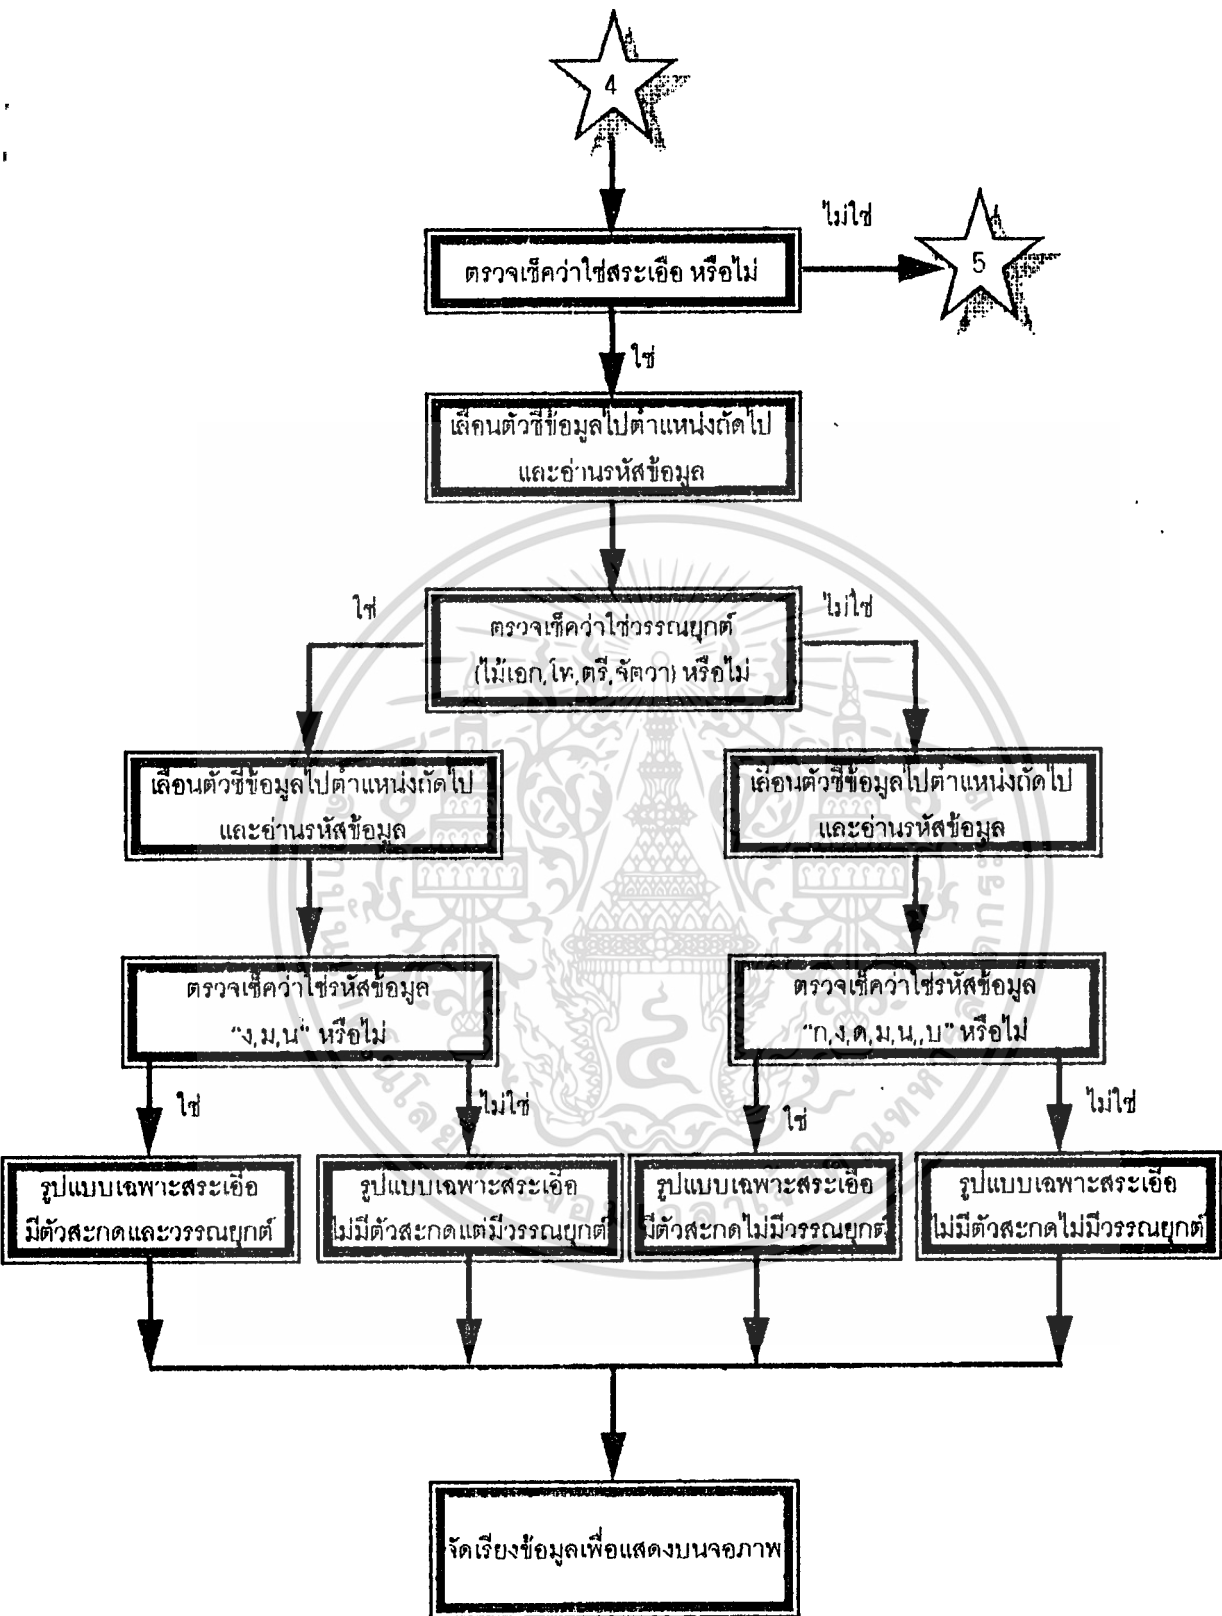 4
ไม่ใช่
ตรวจเช็คว่าใช่สระเอือ หรือไม่
5
ใช่
เลื่อนตัวชี้ข้อมูลไปตำแหน่งถัดไป
และอ่านรหัสข้อมูล
ใช่
ไม่ใช่
ตรวจเช็คว่าใช่วรรณยุกต์
(ไม้เอก,โท,ตรี,จัตวา) หรือไม่
เลื่อนตัวชี้ข้อมูลไปตำแหน่งถัดไป
และอ่านรหัสข้อมูล
เลื่อนตัวชี้ข้อมูลไปตำแหน่งถัดไป
และอ่านรหัสข้อมูล
ตรวจเช็คว่าใช่รหัสข้อมูล
"ง,ม,น" หรือไม่
ตรวจเช็คว่าใช่รหัสข้อมูล
"ก,ง,ด,ม,น,,บ" หรือไม่
ใช่
ไม่ใช่
ใช่
ไม่ใช่
รูปแบบเฉพาะสระเอือ
มีตัวสะกดและวรรณยุกต์
รูปแบบเฉพาะสระเอือ
ไม่มีตัวสะกดแต่มีวรรณยุกต์
รูปแบบเฉพาะสระเอือ
มีตัวสะกดไม่มีวรรณยุกต์
รูปแบบเฉพาะสระเอือ
ไม่มีตัวสะกดไม่มีวรรณยุกต์
จัดเรียงข้อมูลเพื่อแสดงบนจอภาพ